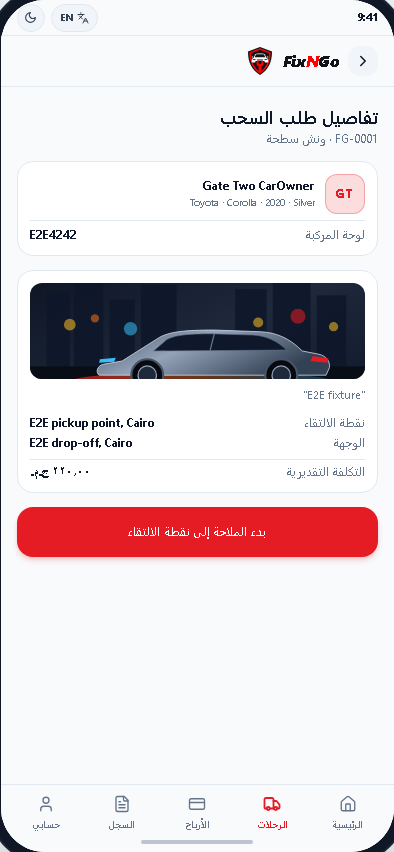 9:41
EN
FixNGo
تفاصيل طلب السحب
FG-0001 · ونش سطحة
GT
Gate Two CarOwner
Toyota · Corolla · 2020 · Silver
لوحة المركبة E2E4242
"E2E fixture"
نقطة الالتقاء E2E pickup point, Cairo
الوجهة E2E drop-off, Cairo
التكلفة التقديرية ٢٢٠٫٠٠ ج.م.
بدء الملاحة إلى نقطة الالتقاء
الرئيسية الرحلات الأرباح السجل حسابي